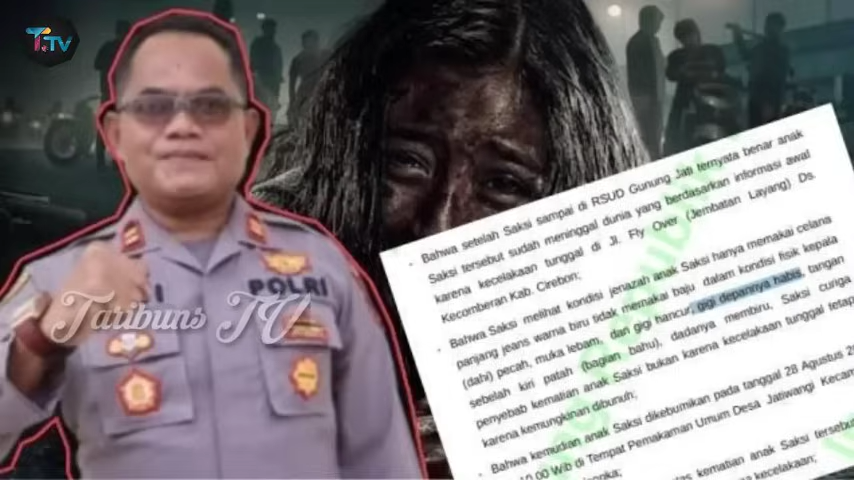 T.TV
POLRI
Taribuns TV
- Bahwa setelah Saksi sampai di RSUD Gunung Jati ternyata benar anak
Saksi tersebut sudah meninggal dunia yang berdasarkan informasi awal
karena kecelakaan tunggal di Jl. Fly Over (Jembatan Layang) Ds.
Kecomberan Kab. Cirebon;
- Bahwa Saksi melihat kondisi jenazah anak Saksi hanya memakai celana
panjang jeans warna biru tidak memakai baju dalam kondisi fisik kepala
(dahi) pecah, muka lebam, dan gigi hancur, gigi depannya habis, tangan
sebelah kiri patah (bagian bahu), dadanya membiru, Saksi curiga
penyebab kematian anak Saksi bukan karena kecelakaan tunggal tetap
karena kemungkinan dibunuh;
- Bahwa kemudian anak Saksi dikebumikan pada tanggal 28 Agustus 2
10.00 Wib di Tempat Pemakaman Umum Desa Jatiwangi Kecam
kematian anak Saksi tersebut
kecelakaan;